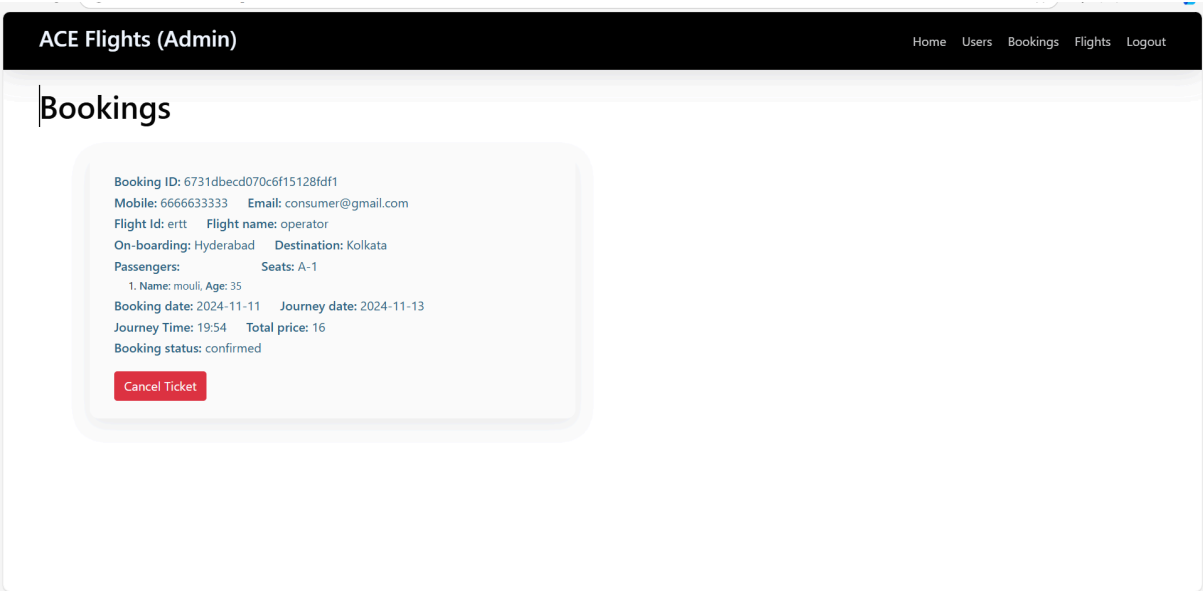 ACE Flights (Admin)
Home Users Bookings Flights Logout
Bookings
Booking ID: 6731dbecd070c6f15128fdf1
Mobile: 6666633333 Email: consumer@gmail.com
Flight Id: ertt Flight name: operator
On-boarding: Hyderabad Destination: Kolkata
Passengers: Seats: A-1
1. Name: mouli, Age: 35
Booking date: 2024-11-11 Journey date: 2024-11-13
Journey Time: 19:54 Total price: 16
Booking status: confirmed
Cancel Ticket